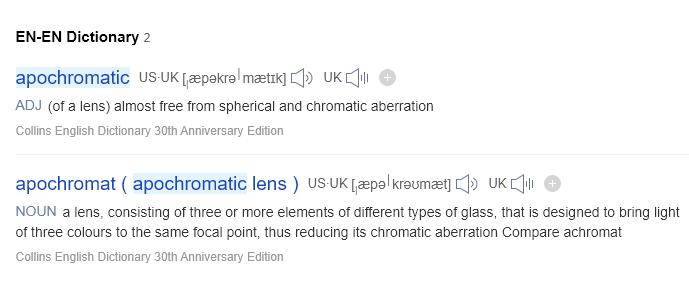 EN-EN Dictionary 2
apochromatic US·UK [ˌæpəkrəˈmætɪk] UK
ADJ (of a lens) almost free from spherical and chromatic aberration
Collins English Dictionary 30th Anniversary Edition
apochromat ( apochromatic lens ) US·UK [ˌæpəˈkrəʊmæt] UK
NOUN a lens, consisting of three or more elements of different types of glass, that is designed to bring light
of three colours to the same focal point, thus reducing its chromatic aberration Compare achromat
Collins English Dictionary 30th Anniversary Edition